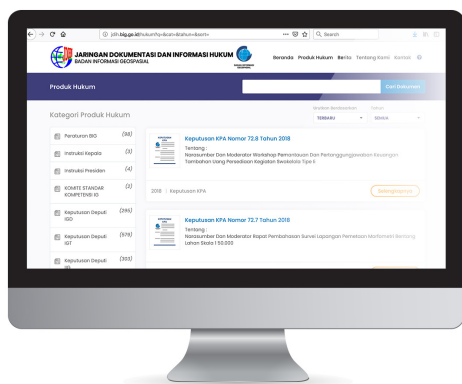 jdih.big.go.id/hukum?q=&cat=&tahun=&sort=
Search
JARINGAN DOKUMENTASI DAN INFORMASI HUKUM
BADAN INFORMASI GEOSPASIAL
Beranda Produk Hukum Berita Tentang Kami Kontak
Produk Hukum
Cari Dokumen
Kategori Produk Hukum
Urutkan Berdasarkan
Tahun
TERBARU
SEMUA
Peraturan BIG (98)
Instruksi Kepala (3)
Instruksi Presiden (4)
KOMITE STANDAR KOMPETENSI IG (2)
Keputusan Deputi IGD (295)
Keputusan Deputi IGT (579)
Keputusan Deputi (303)
Keputusan KPA Nomor 72.8 Tahun 2018
Tentang :
Narasumber Dan Moderator Workshop Pemantauan Dan Pertanggungjawaban Keuangan
Tambahan Uang Persediaan Kegiatan Swakelola Tipe II
2018 | Keputusan KPA
Selengkapnya
Keputusan KPA Nomor 72.7 Tahun 2018
Tentang :
Narasumber Dan Moderator Rapat Pembahasan Survei Lapangan Pemetaan Morfometri Bentang
Lahan Skala 1:50.000